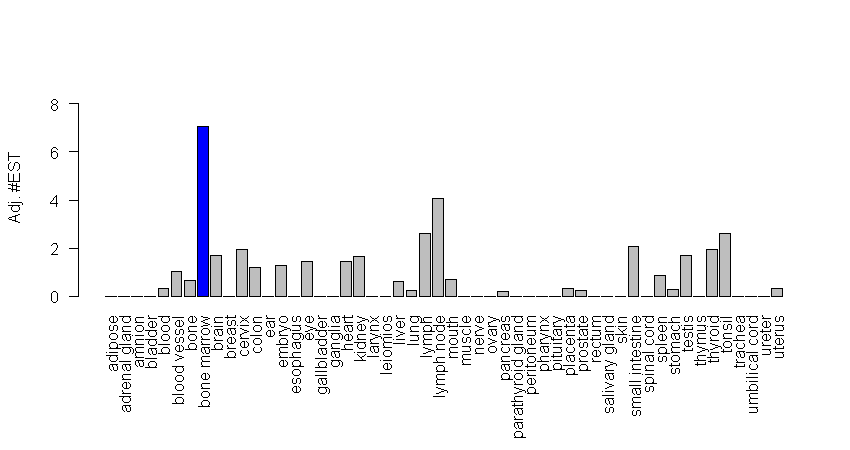 Adj. #EST
8
6
4
2
0
adipose
adrenal gland
amnion
bladder
blood
blood vessel
bone
bone marrow
brain
breast
cervix
colon
ear
embryo
esophagus
eye
gallbladder
ganglia
heart
kidney
larynx
leiomios
liver
lung
lymph
lymph node
mouth
muscle
nerve
ovary
pancreas
parathyroid gland
peritoneum
pharynx
pituitary
placenta
prostate
rectum
salivary gland
skin
small intestine
spinal cord
spleen
stomach
testis
thymus
thyroid
tonsil
trachea
umbilical cord
ureter
uterus